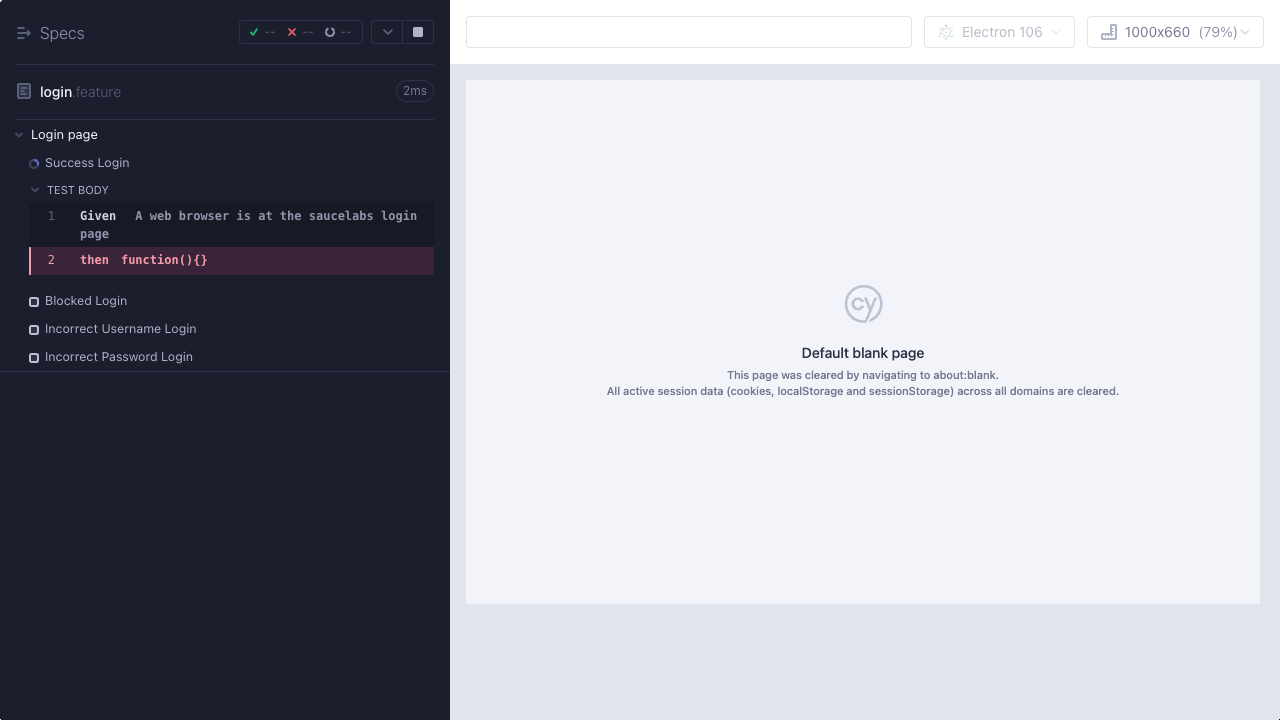 Specs
--
--
--
Electron 106
1000x660 (79%)
login.feature
2ms
Login page
Success Login
TEST BODY
1 Given A web browser is at the saucelabs login
page
2 then function(){}
Blocked Login
Incorrect Username Login
Incorrect Password Login
cy
Default blank page
This page was cleared by navigating to about:blank.
All active session data (cookies, localStorage and sessionStorage) across all domains are cleared.